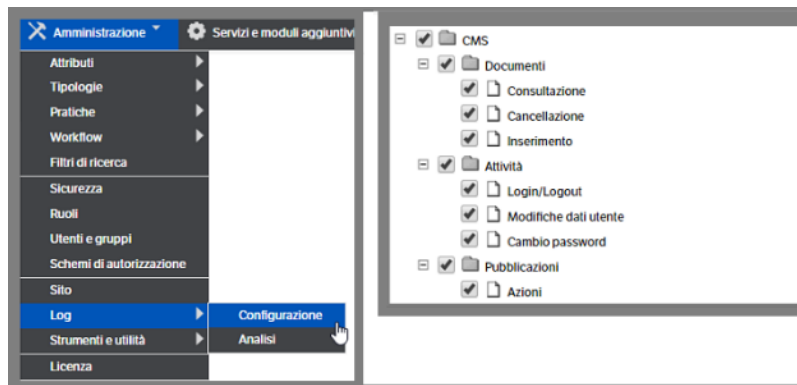 Amministrazione
Servizi e moduli aggiuntivi
Attributi
Tipologie
Pratiche
Workflow
Filtri di ricerca
Sicurezza
Ruoli
Utenti e gruppi
Schemi di autorizzazione
Sito
Log
Strumenti e utilità
Licenza
Configurazione
Analisi
CMS
Documenti
Consultazione
Cancellazione
Inserimento
Attività
Login/Logout
Modifiche dati utente
Cambio password
Pubblicazioni
Azioni